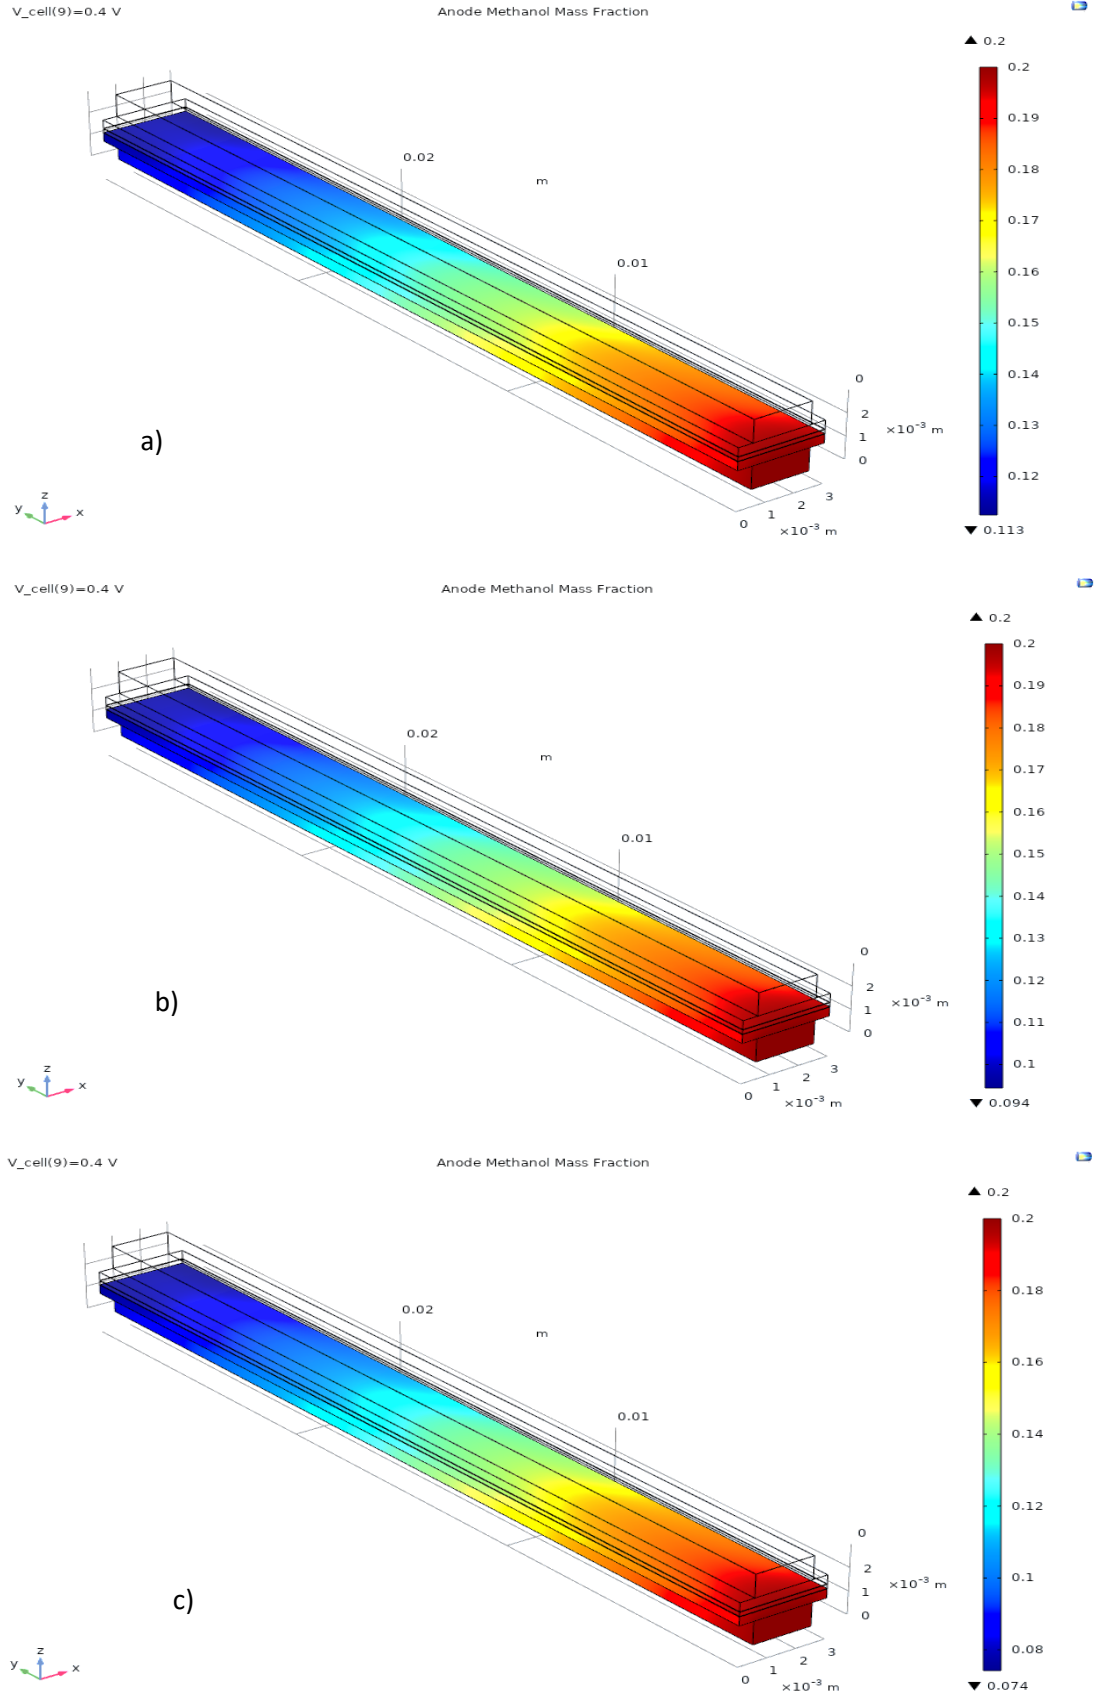 V_cell(9)=0.4 V
Anode Methanol Mass Fraction
▲ 0.2
0.2
0.19
0.18
0.17
0.16
0.15
0.14
0.13
0.12
▼ 0.113
0.02
m
0.01
0
2
1
0
×10⁻³ m
3
2
1
0
×10⁻³ m
a)
z
y
x
V_cell(9)=0.4 V
Anode Methanol Mass Fraction
▲ 0.2
0.2
0.19
0.18
0.17
0.16
0.15
0.14
0.13
0.12
0.11
0.1
▼ 0.094
0.02
m
0.01
0
2
1
0
×10⁻³ m
3
2
1
0
×10⁻³ m
b)
z
y
x
V_cell(9)=0.4 V
Anode Methanol Mass Fraction
▲ 0.2
0.2
0.18
0.16
0.14
0.12
0.1
0.08
▼ 0.074
0.02
m
0.01
0
2
1
0
×10⁻³ m
3
2
1
0
×10⁻³ m
c)
z
y
x